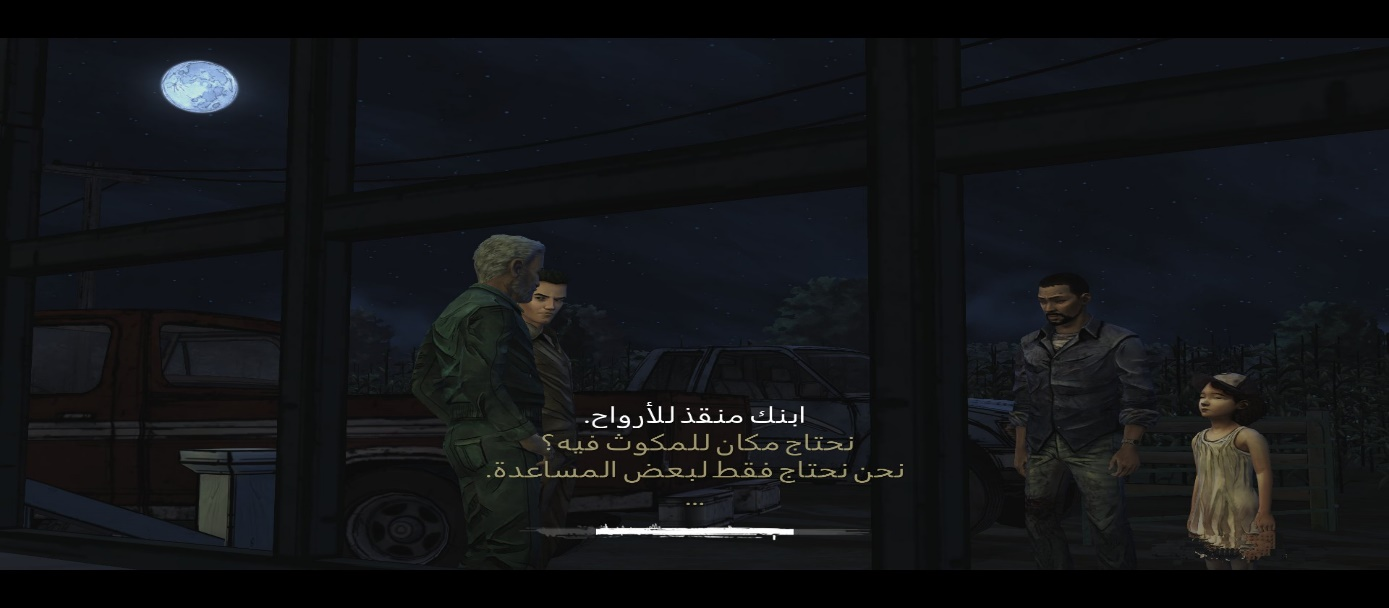 ابنك منقذ للأرواح.
نحتاج مكان للمكوث فيه؟
نحن نحتاج فقط لبعض المساعدة.
...